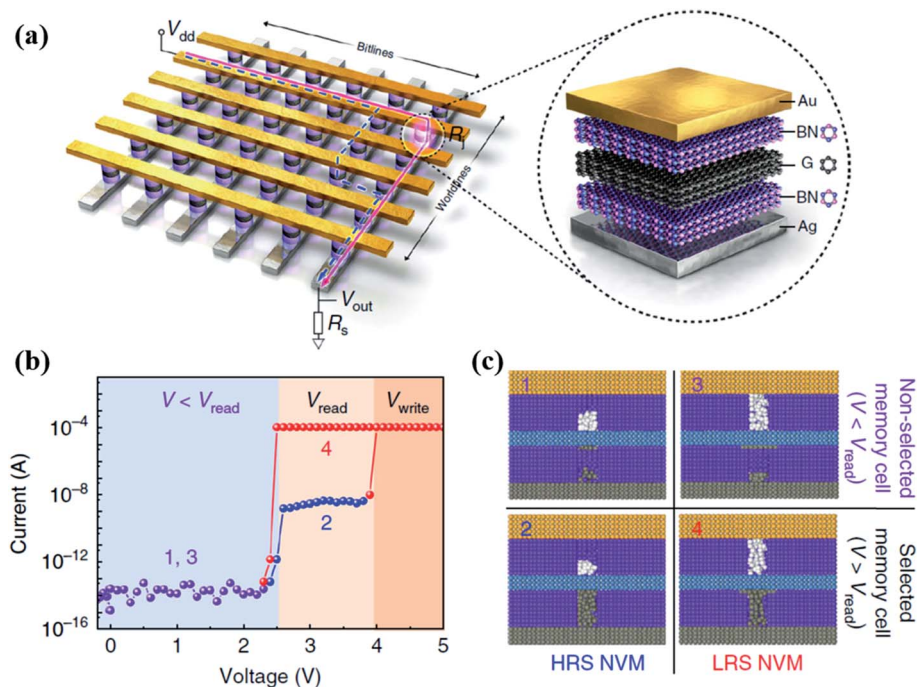 (a)
V_dd
Bitlines
R_j
Worldlines
V_out
R_s
Au
BN
G
BN
Ag
(b)
V < V_read
V_read
V_write
4
2
1, 3
10⁻⁴
10⁻⁸
10⁻¹²
10⁻¹⁶
Current (A)
0
1
2
3
4
5
Voltage (V)
(c)
1
3
2
4
Non-selected
memory cell
(V < V_read)
Selected
memory cell
(V > V_read)
HRS NVM
LRS NVM